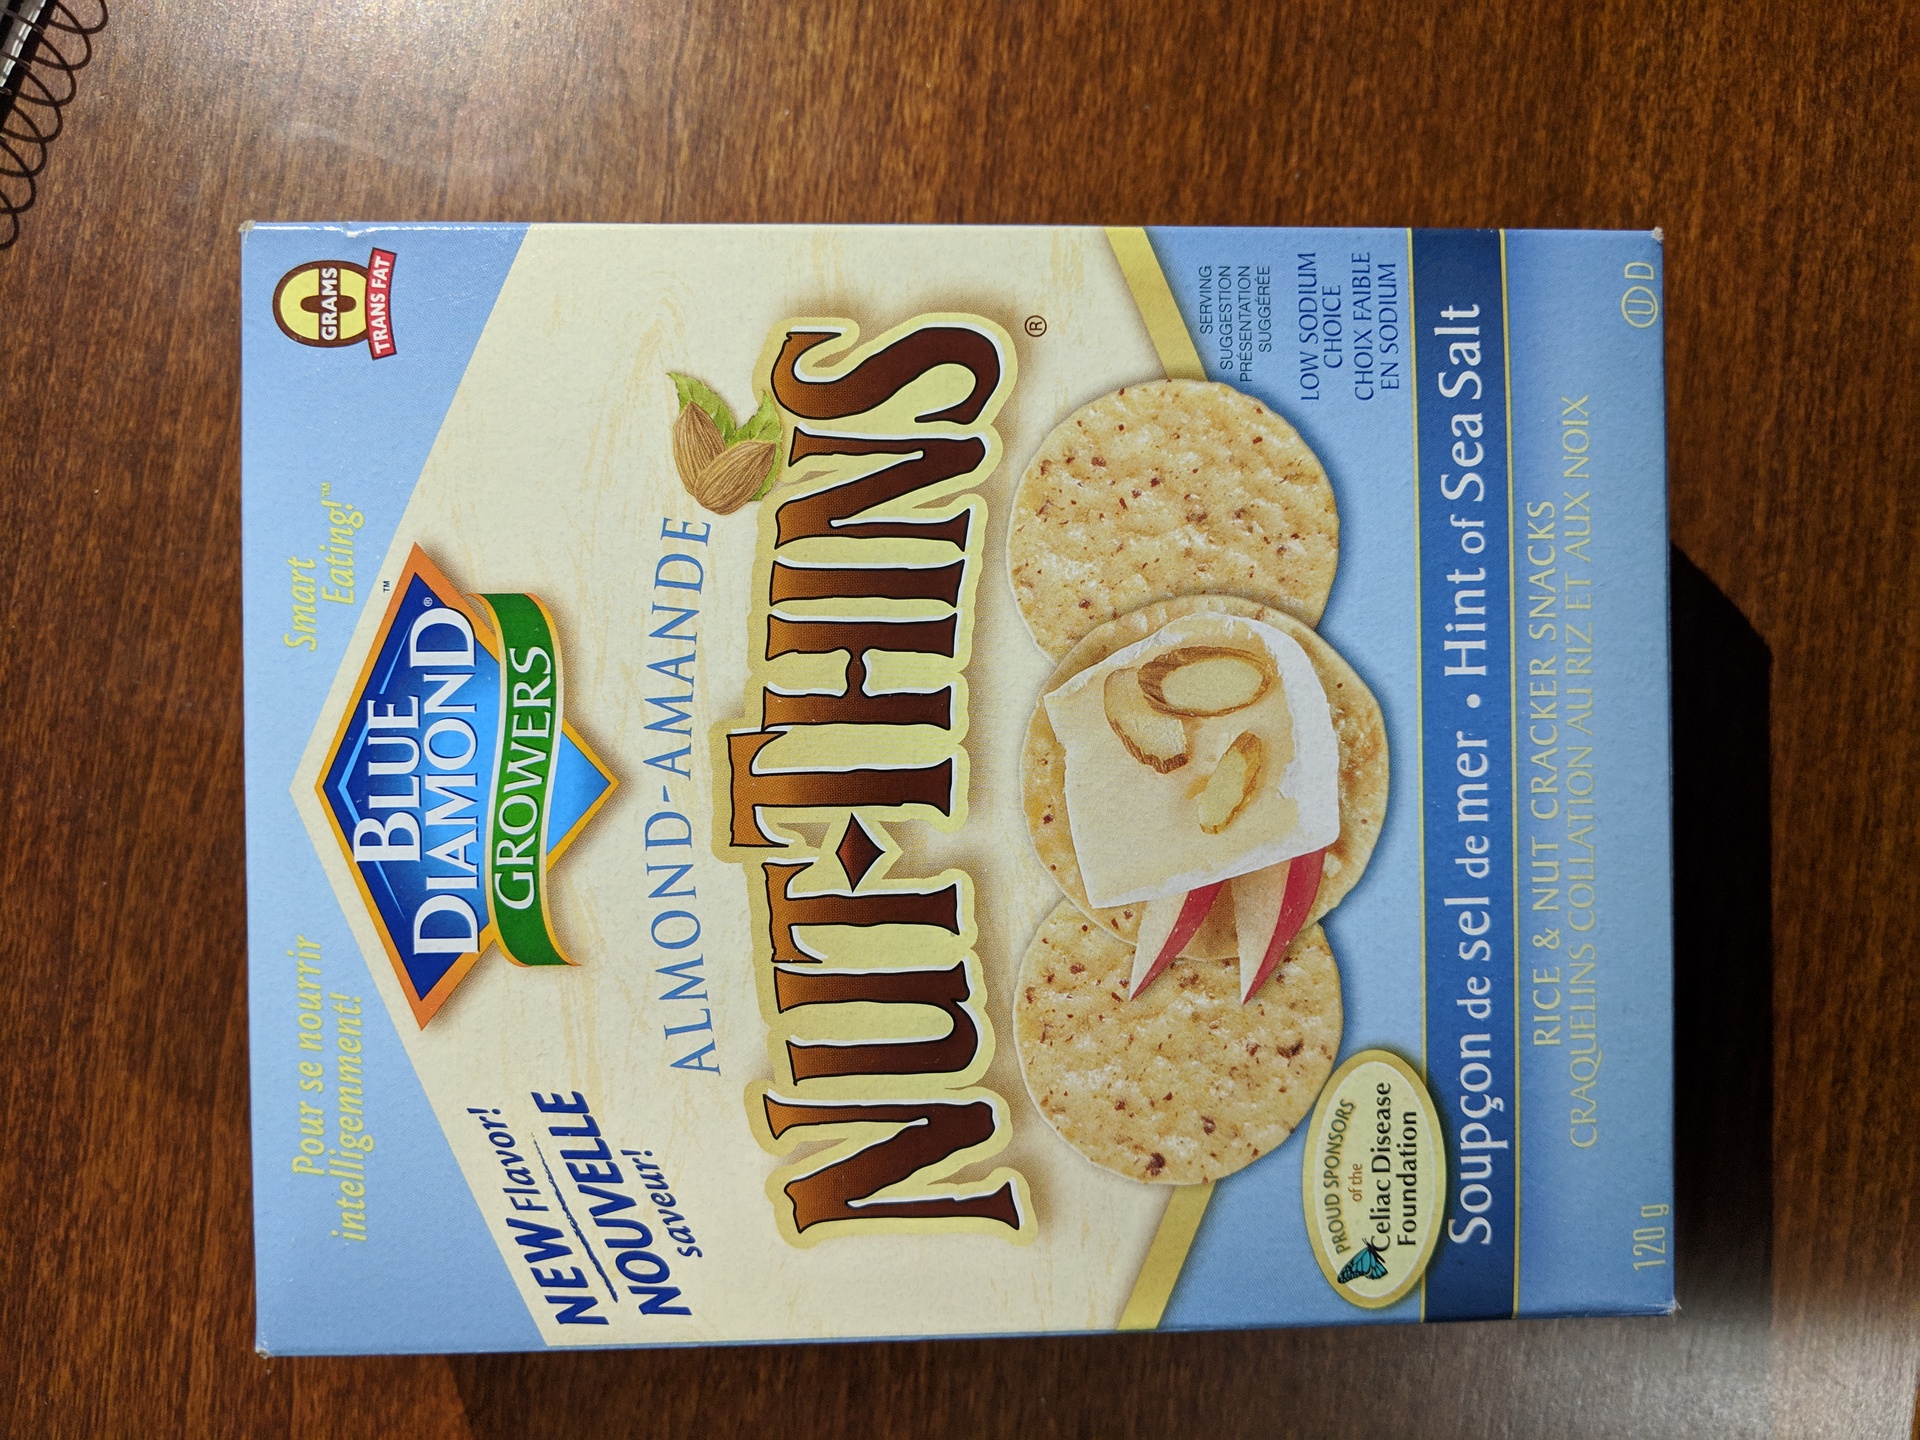 Pour se nourrir
intelligemment!
Smart
Eating!™
0
GRAMS
TRANS FAT
BLUE
DIAMOND®
GROWERS
™
NEW Flavor!
NOUVELLE
saveur!
ALMOND-AMANDE
NUT-THINS®
SERVING
SUGGESTION
PRÉSENTATION
SUGGÉRÉE
LOW SODIUM
CHOICE
CHOIX FAIBLE
EN SODIUM
PROUD SPONSORS
of the
Celiac Disease
Foundation
Soupçon de sel de mer • Hint of Sea Salt
RICE & NUT CRACKER SNACKS
CRAQUELINS COLLATION AU RIZ ET AUX NOIX
120 g
U D